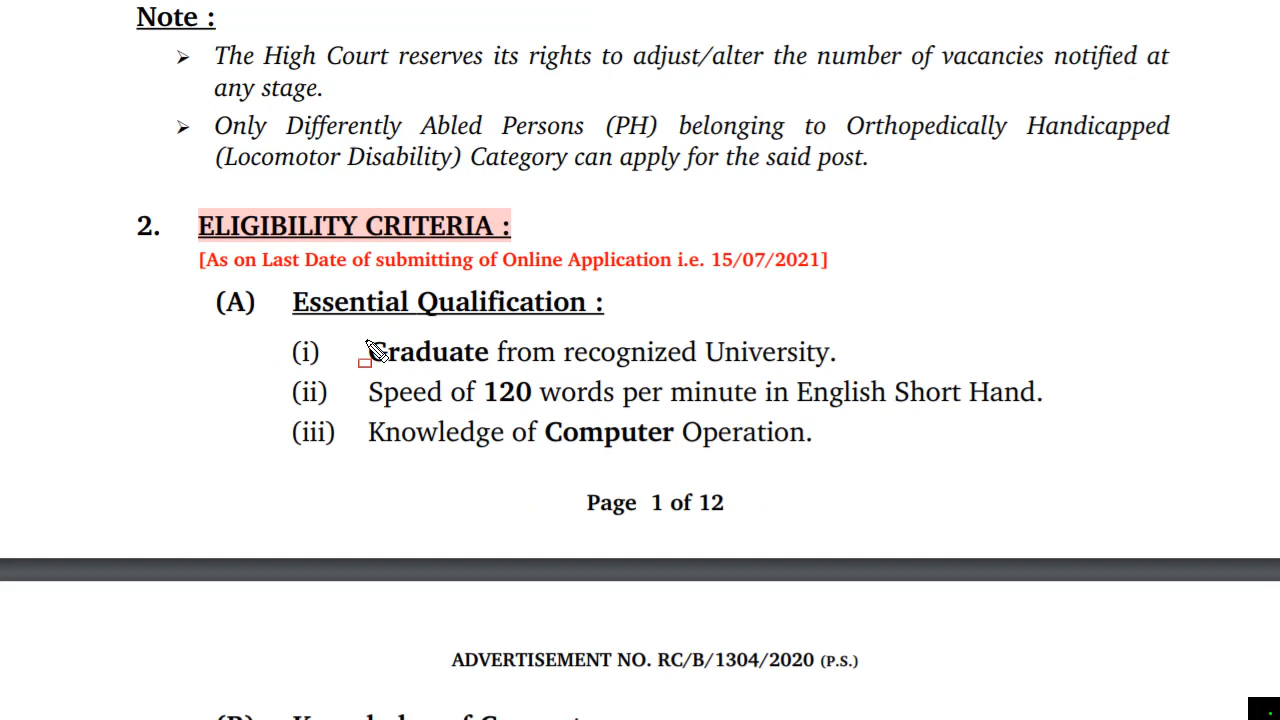 Note :
➢ The High Court reserves its rights to adjust/alter the number of vacancies notified at
any stage.
➢ Only Differently Abled Persons (PH) belonging to Orthopedically Handicapped
(Locomotor Disability) Category can apply for the said post.
2. ELIGIBILITY CRITERIA :
[As on Last Date of submitting of Online Application i.e. 15/07/2021]
(A) Essential Qualification :
(i) Graduate from recognized University.
(ii) Speed of 120 words per minute in English Short Hand.
(iii) Knowledge of Computer Operation.
Page 1 of 12
ADVERTISEMENT NO. RC/B/1304/2020 (P.S.)